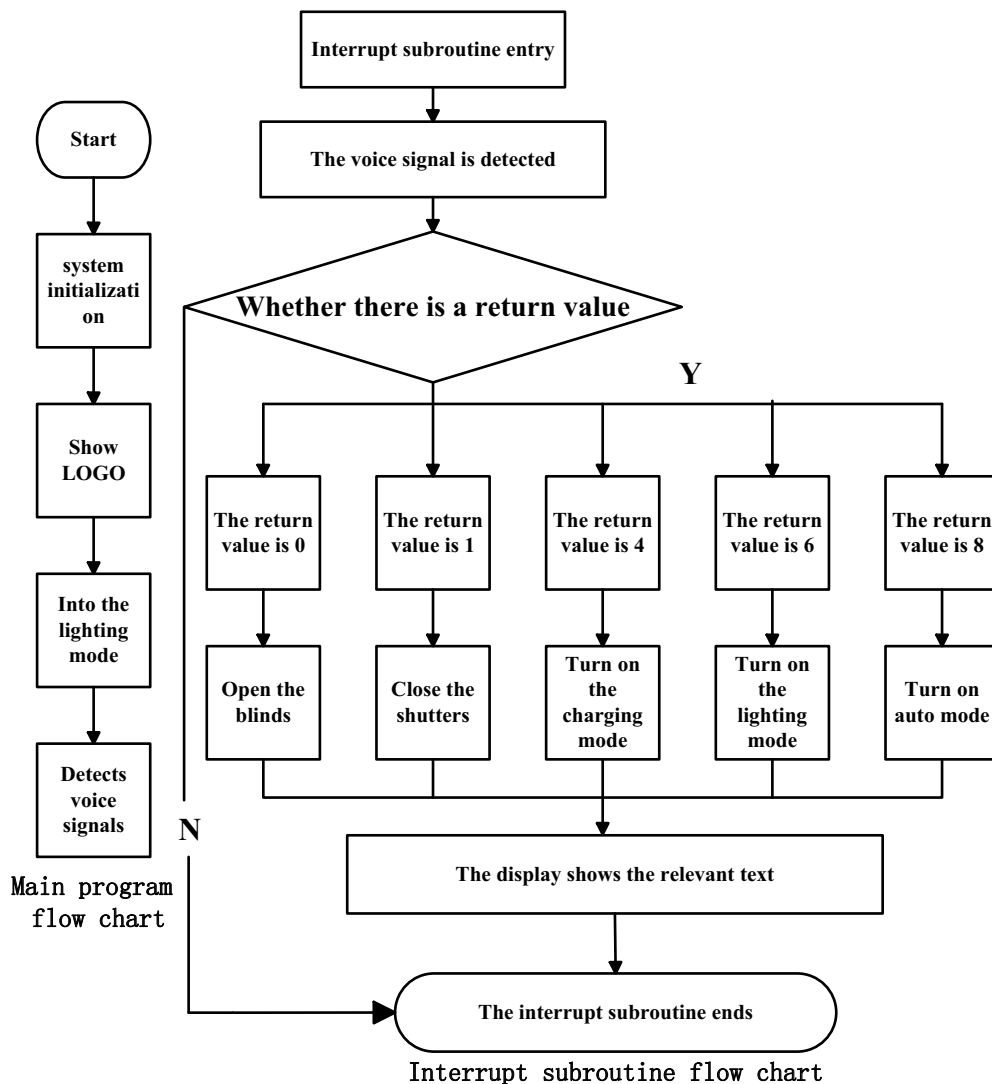 Start
system
initializati
on
Show
LOGO
Into the
lighting
mode
Detects
voice
signals
Main program
flow chart
Interrupt subroutine entry
The voice signal is detected
Whether there is a return value
Y
N
The return
value is 0
The return
value is 1
The return
value is 4
The return
value is 6
The return
value is 8
Open the
blinds
Close the
shutters
Turn on
the
charging
mode
Turn on
the
lighting
mode
Turn on
auto mode
The display shows the relevant text
The interrupt subroutine ends
Interrupt subroutine flow chart